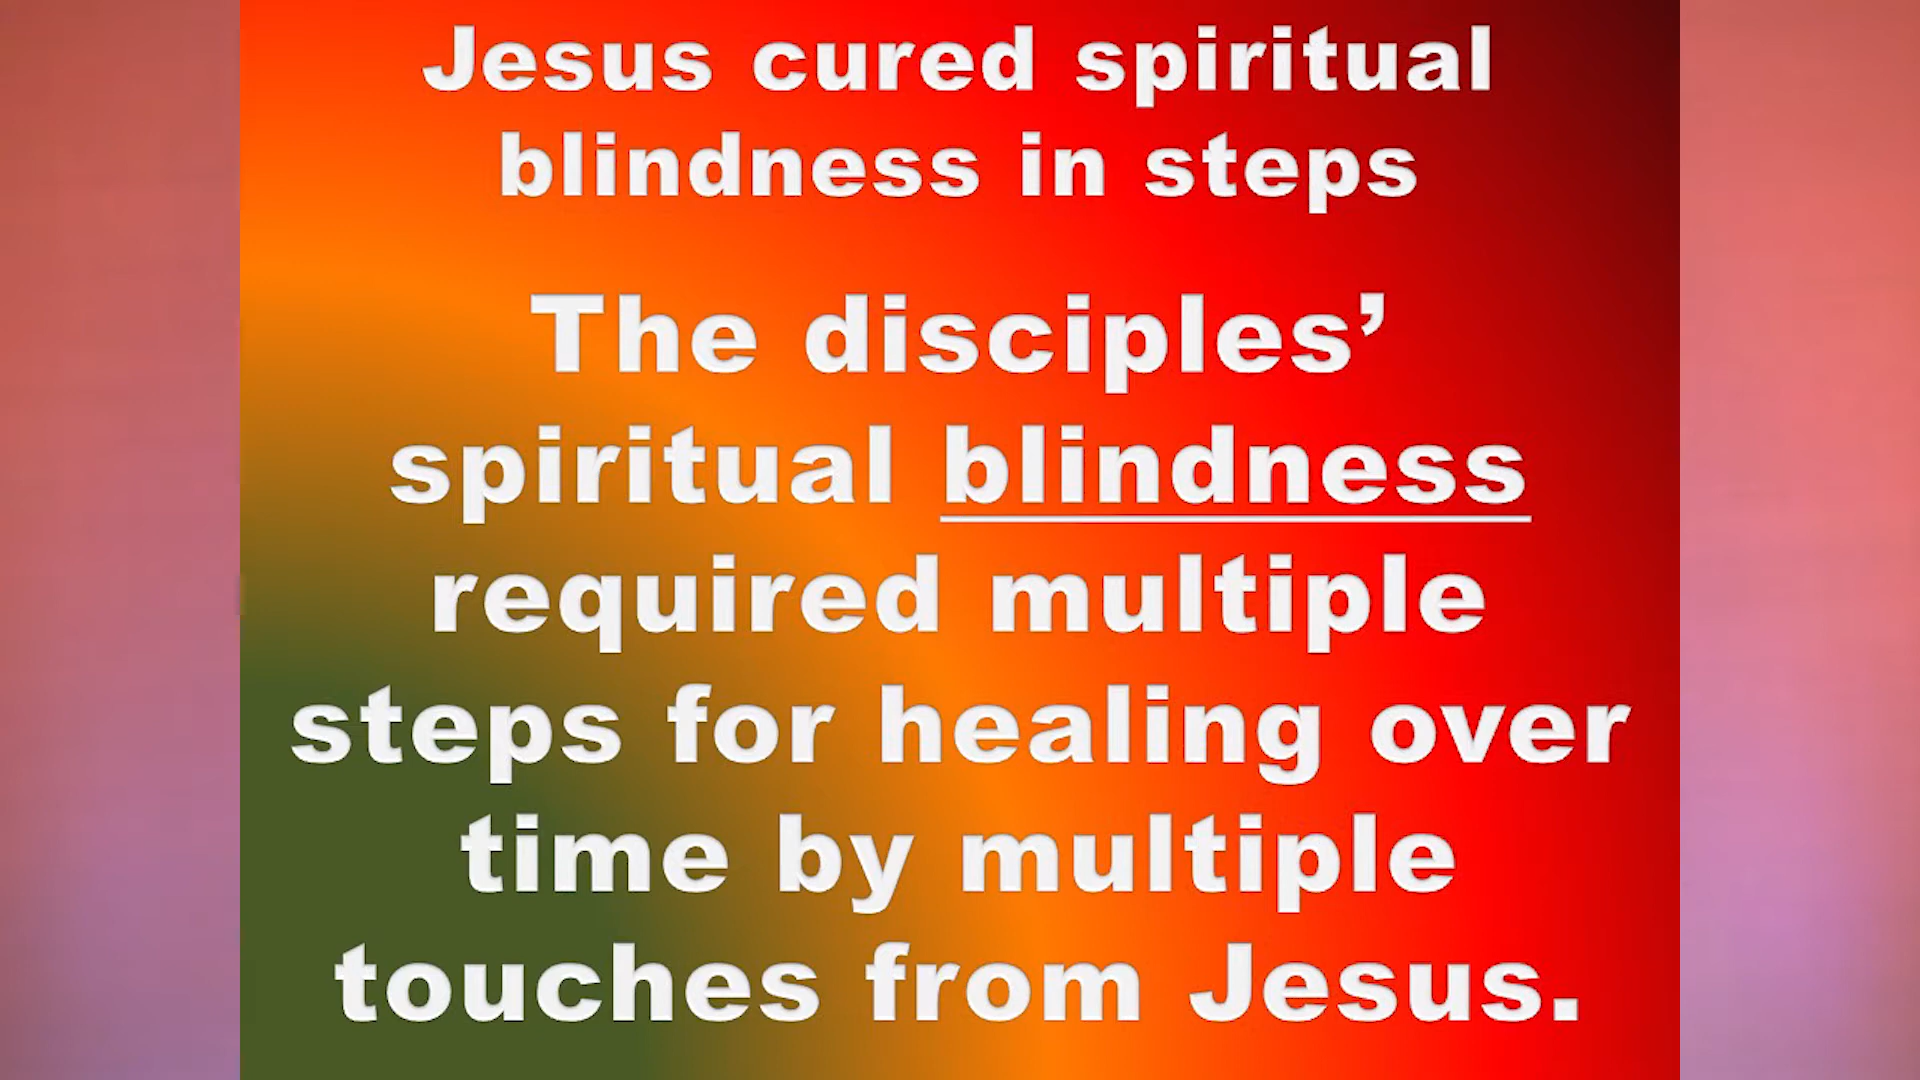 Jesus cured spiritual
blindness in steps
The disciples’
spiritual blindness
required multiple
steps for healing over
time by multiple
touches from Jesus.